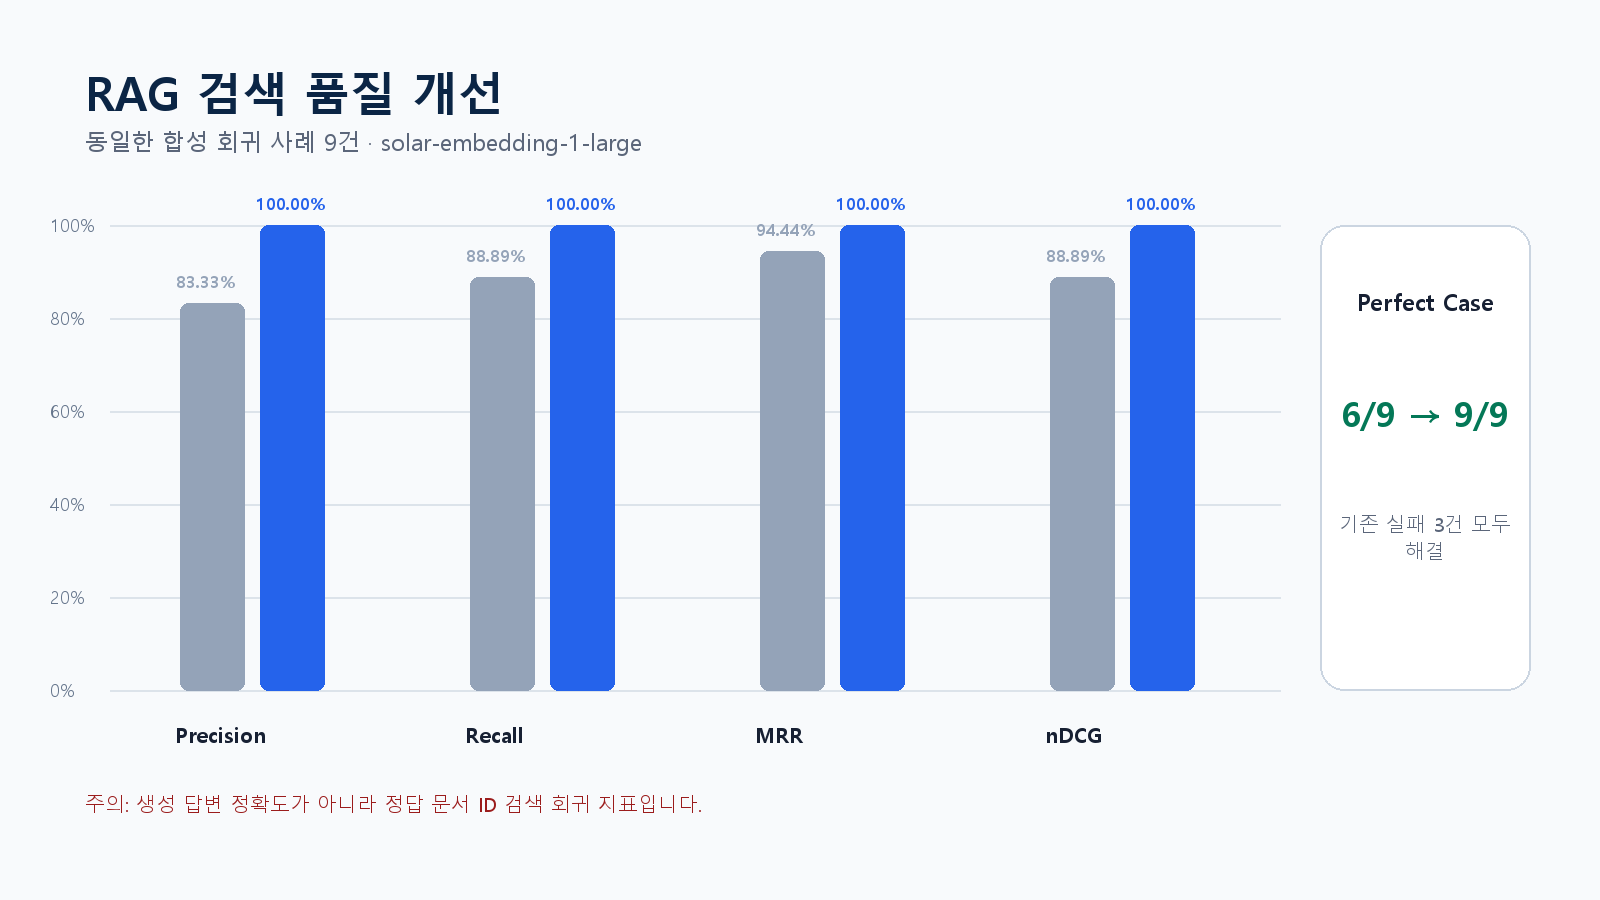 RAG 검색 품질 개선
동일한 합성 회귀 사례 9건 · solar-embedding-1-large
100.00%
100.00%
100.00%
100.00%
100%
94.44%
88.89%
88.89%
83.33%
80%
60%
40%
20%
0%
Precision
Recall
MRR
nDCG
Perfect Case
6/9 → 9/9
기존 실패 3건 모두
해결
주의: 생성 답변 정확도가 아니라 정답 문서 ID 검색 회귀 지표입니다.